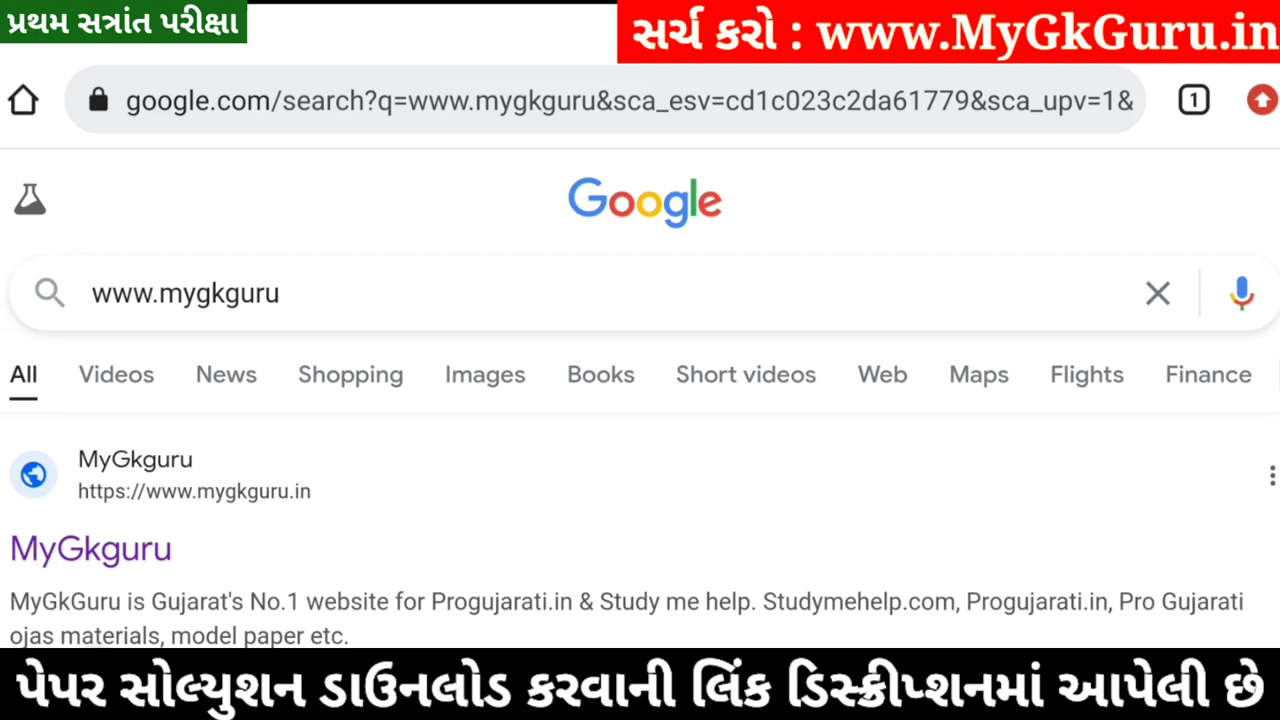 પ્રથમ સત્રાંત પરીક્ષા
સર્ચ કરો : www.MyGkGuru.in
google.com/search?q=www.mygkguru&sca_esv=cd1c023c2da61779&sca_upv=1&
1
Google
www.mygkguru
All Videos News Shopping Images Books Short videos Web Maps Flights Finance
MyGkguru
https://www.mygkguru.in
MyGkguru
MyGkGuru is Gujarat's No.1 website for Progujarati.in & Study me help. Studymehelp.com, Progujarati.in, Pro Gujarati
ojas materials, model paper etc.
પેપર સોલ્યુશન ડાઉનલોડ કરવાની લિંક ડિસ્ક્રીપ્શનમાં આપેલી છે